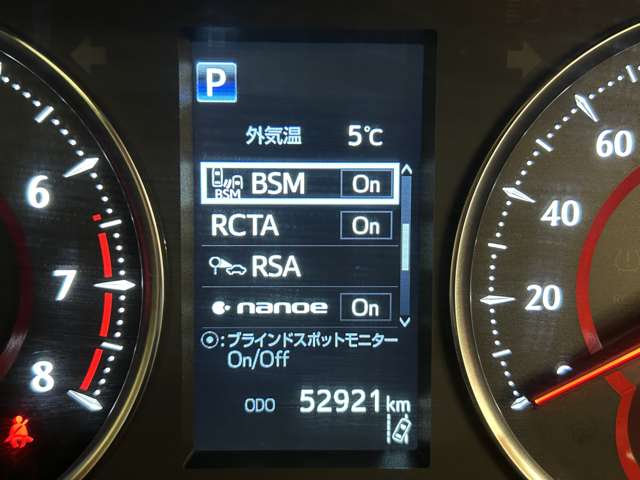 P
外気温 5℃
BSM BSM On
RCTA On
RSA
nanoe On
:ブラインドスポットモニター
On/Off
ODO 52921 km
6
7
8
60
40
20